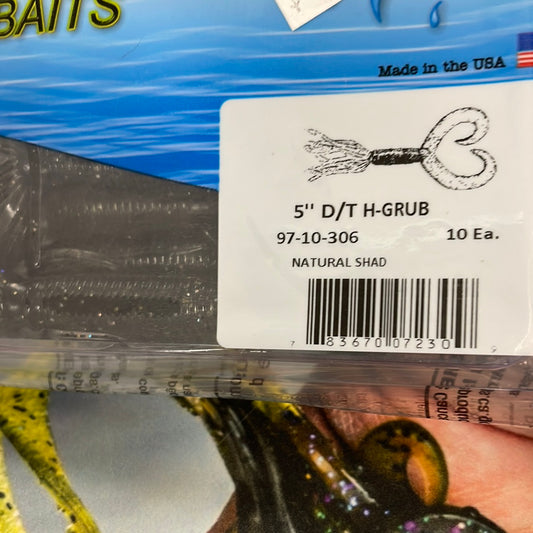 BAITS
Made in the USA
5'' D/T H-GRUB
97-10-306 10 Ea.
NATURAL SHAD
7 83670 07230 9